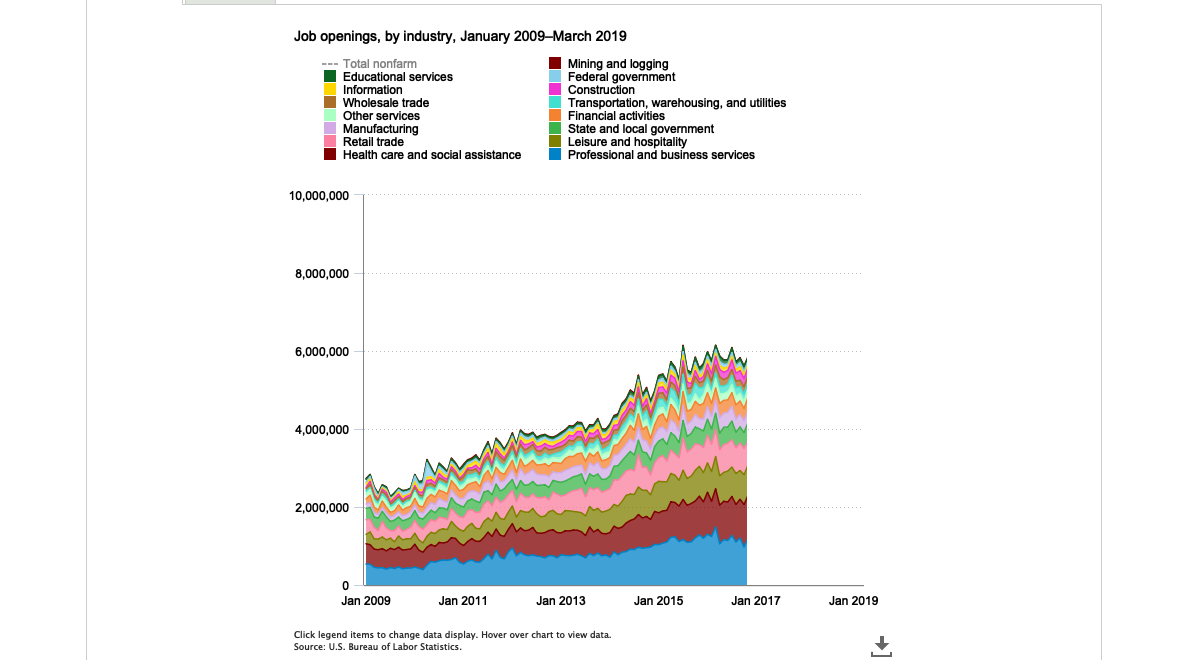 Job openings, by industry, January 2009–March 2019
Total nonfarm
Educational services
Information
Wholesale trade
Other services
Manufacturing
Retail trade
Health care and social assistance
Mining and logging
Federal government
Construction
Transportation, warehousing, and utilities
Financial activities
State and local government
Leisure and hospitality
Professional and business services
10,000,000
8,000,000
6,000,000
4,000,000
2,000,000
0
Jan 2009 Jan 2011 Jan 2013 Jan 2015 Jan 2017 Jan 2019
Click legend items to change data display. Hover over chart to view data.
Source: U.S. Bureau of Labor Statistics.